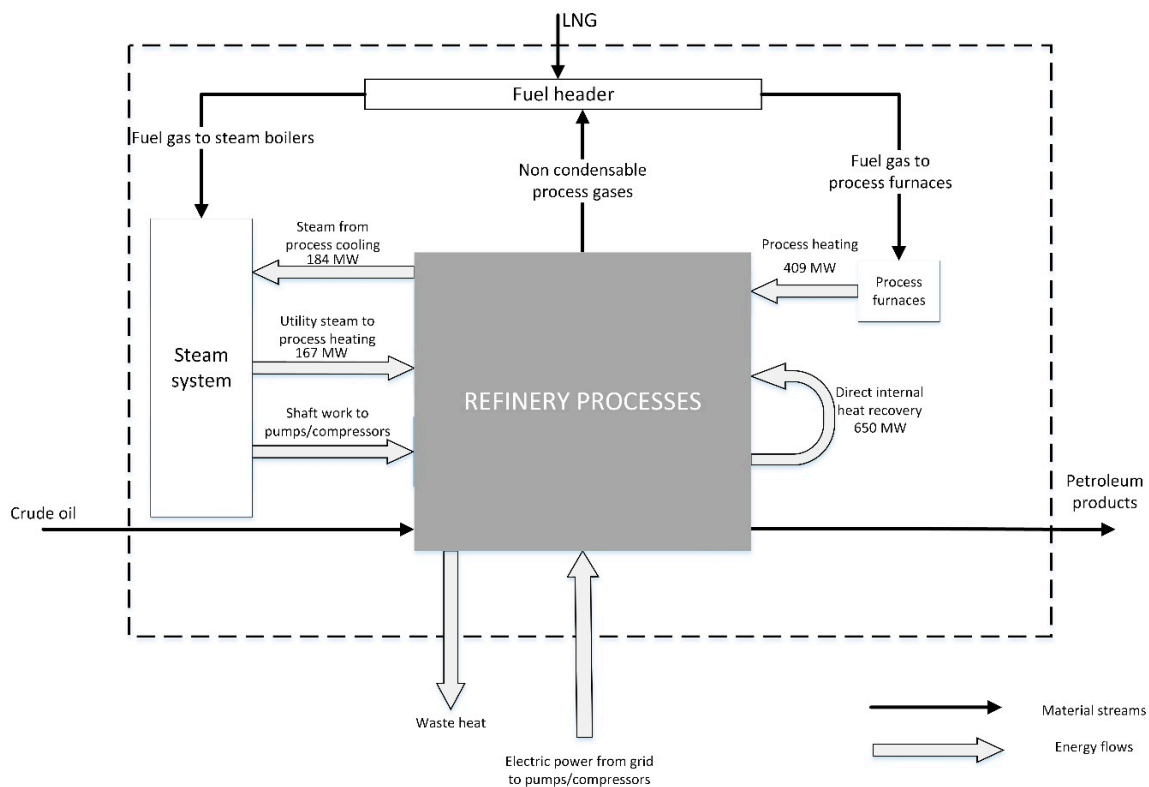 LNG
Fuel header
Fuel gas to steam boilers
Non condensable
process gases
Fuel gas to
process furnaces
Steam from
process cooling
184 MW
Process heating
409 MW
Process
furnaces
Utility steam to
process heating
167 MW
Steam
system
REFINERY PROCESSES
Direct internal
heat recovery
650 MW
Shaft work to
pumps/compressors
Crude oil
Petroleum
products
Waste heat
Electric power from grid
to pumps/compressors
Material streams
Energy flows